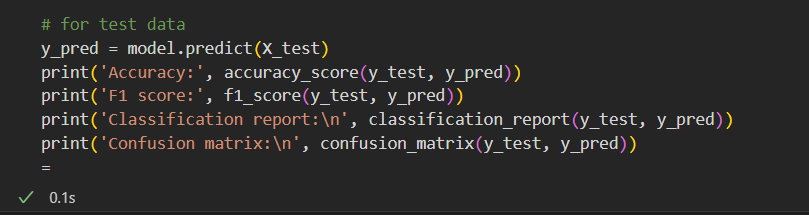 # for test data
y_pred = model.predict(X_test)
print('Accuracy:', accuracy_score(y_test, y_pred))
print('F1 score:', f1_score(y_test, y_pred))
print('Classification report:\n', classification_report(y_test, y_pred))
print('Confusion matrix:\n', confusion_matrix(y_test, y_pred))
=
✓ 0.1s